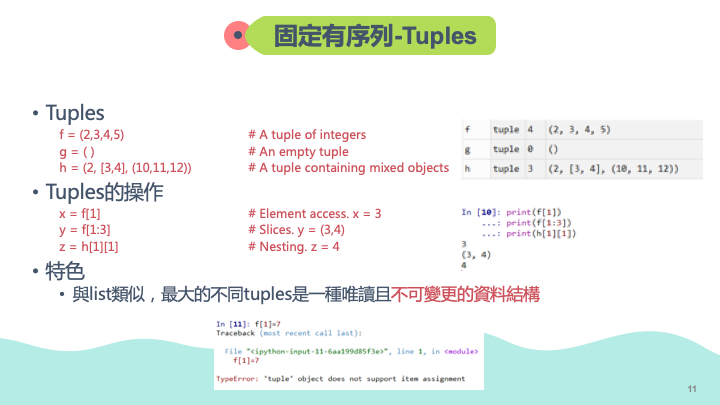 固定有序列-Tuples
• Tuples
f = (2,3,4,5) # A tuple of integers
g = ( ) # An empty tuple
h = (2, [3,4], (10,11,12)) # A tuple containing mixed objects
f tuple 4 (2, 3, 4, 5)
g tuple 0 ()
h tuple 3 (2, [3, 4], (10, 11, 12))
• Tuples的操作
x = f[1] # Element access. x = 3
y = f[1:3] # Slices. y = (3,4)
z = h[1][1] # Nesting. z = 4
In [10]: print(f[1])
...: print(f[1:3])
...: print(h[1][1])
3
(3, 4)
4
• 特色
• 與list類似，最大的不同tuples是一種唯讀且不可變更的資料結構
In [11]: f[1]=7
Traceback (most recent call last):
File "<ipython-input-11-6aa199d85f3e>", line 1, in <module>
f[1]=7
TypeError: 'tuple' object does not support item assignment
11